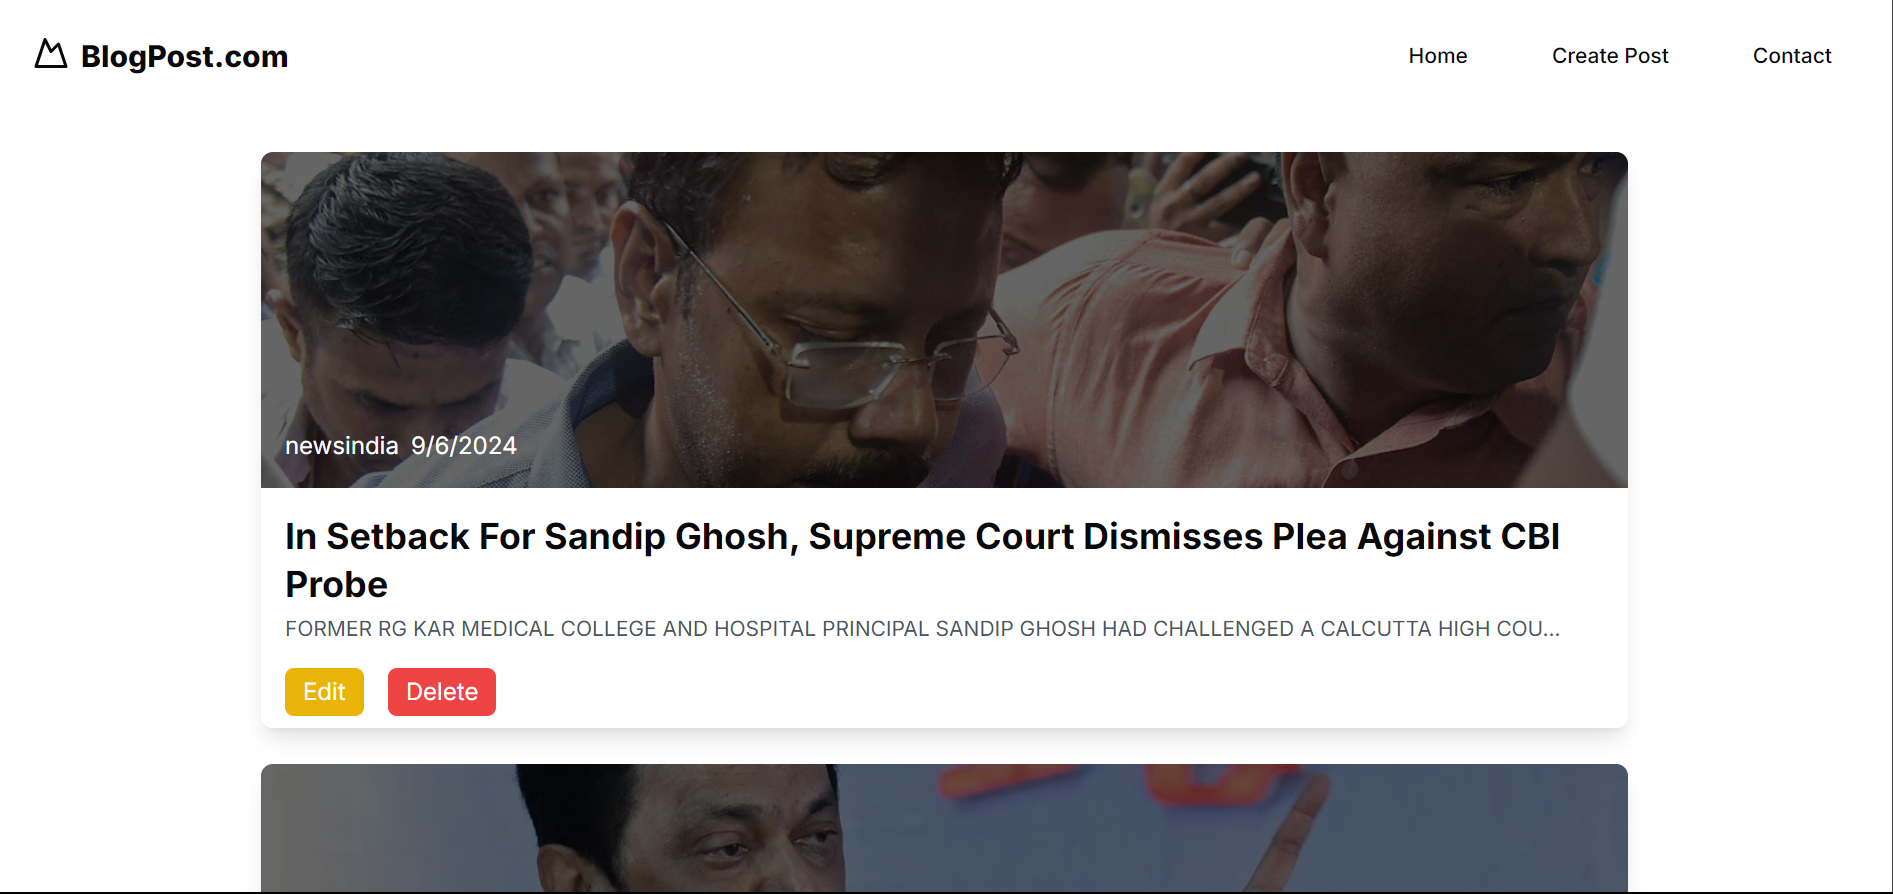 BlogPost.com
Home Create Post Contact
newsindia 9/6/2024
In Setback For Sandip Ghosh, Supreme Court Dismisses Plea Against CBI
Probe
FORMER RG KAR MEDICAL COLLEGE AND HOSPITAL PRINCIPAL SANDIP GHOSH HAD CHALLENGED A CALCUTTA HIGH COU...
Edit Delete